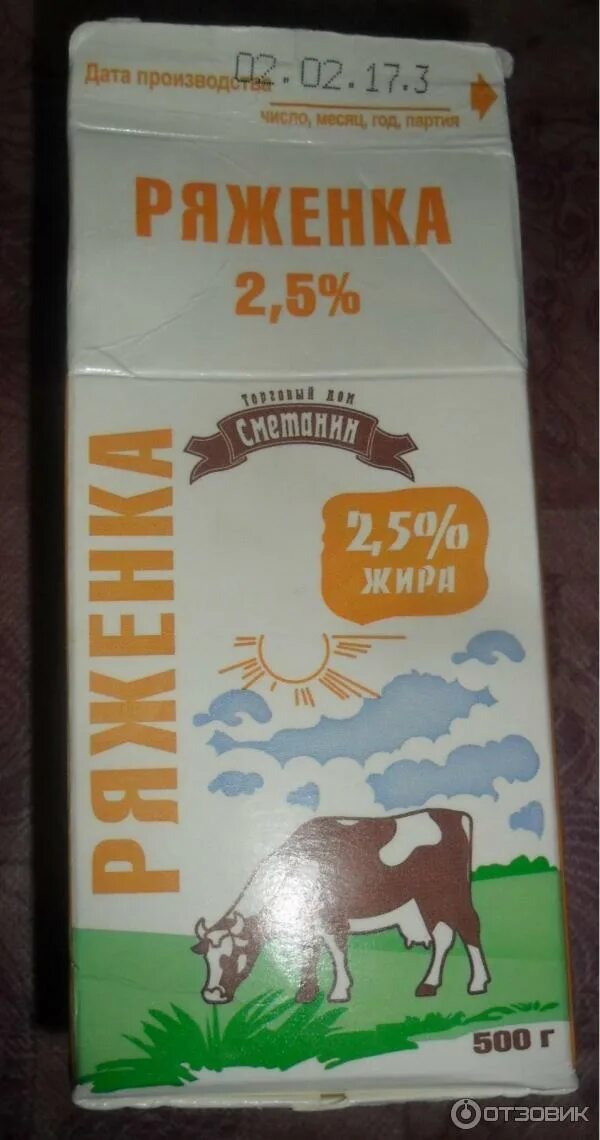 Дата производства 02.02.17.3
число, месяц, год, партия
РЯЖЕНКА
2,5%
Торговый дом
Сметанин
РЯЖЕНКА
2,5%
ЖИРА
500 г
ОТЗОВИК